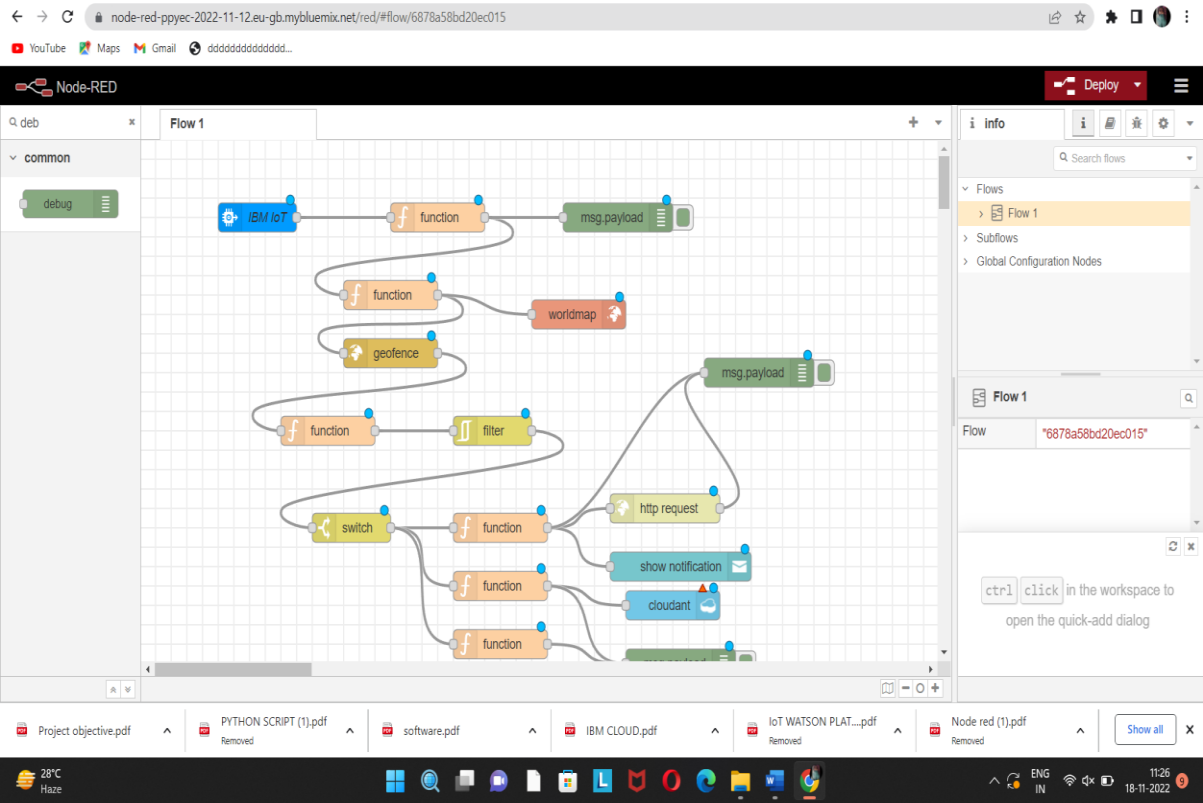 node-red-ppyec-2022-11-12.eu-gb.mybluemix.net/red/#flow/6878a58bd20ec015
YouTube Maps Gmail dddddddddddddd...
Node-RED Deploy
deb Flow 1 info
common Search flows
debug
Flows
Flow 1
Subflows
Global Configuration Nodes
IBM IoT function msg.payload
function worldmap
geofence
msg.payload
function filter
http request
switch function
show notification
function cloudant
function
msg.payload
Flow 1
Flow "6878a58bd20ec015"
ctrl click in the workspace to
open the quick-add dialog
Project objective.pdf
PYTHON SCRIPT (1).pdf
Removed
software.pdf
IBM CLOUD.pdf
IoT WATSON PLAT....pdf
Removed
Node red (1).pdf
Removed
Show all
28°C
Haze
L
W
ENG
IN
11:26
18-11-2022
9